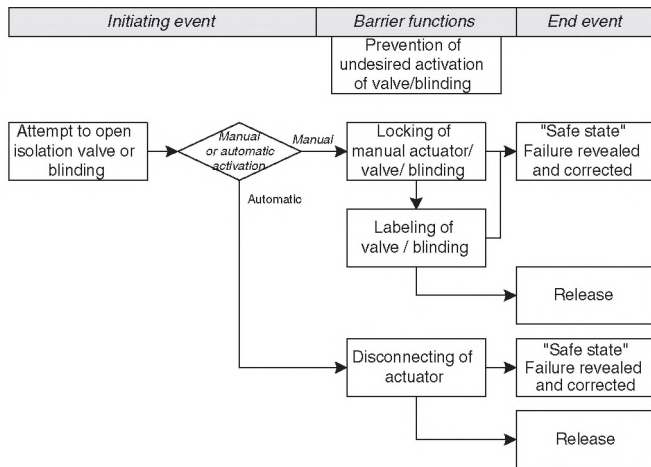 Initiating event
Barrier functions
End event
Prevention of
undesired activation
of valve/blinding
Attempt to open
isolation valve or
blinding
Manual
or automatic
activation
Manual
Automatic
Locking of
manual actuator/
valve/ blinding
"Safe state"
Failure revealed
and corrected
Labeling of
valve / blinding
Release
Disconnecting of
actuator
"Safe state"
Failure revealed
and corrected
Release